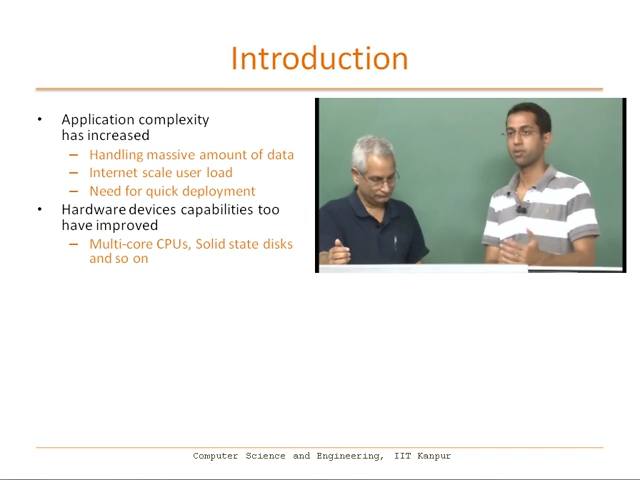 Introduction
• Application complexity
has increased
– Handling massive amount of data
– Internet scale user load
– Need for quick deployment
• Hardware devices capabilities too
have improved
– Multi-core CPUs, Solid state disks
and so on
Computer Science and Engineering, IIT Kanpur